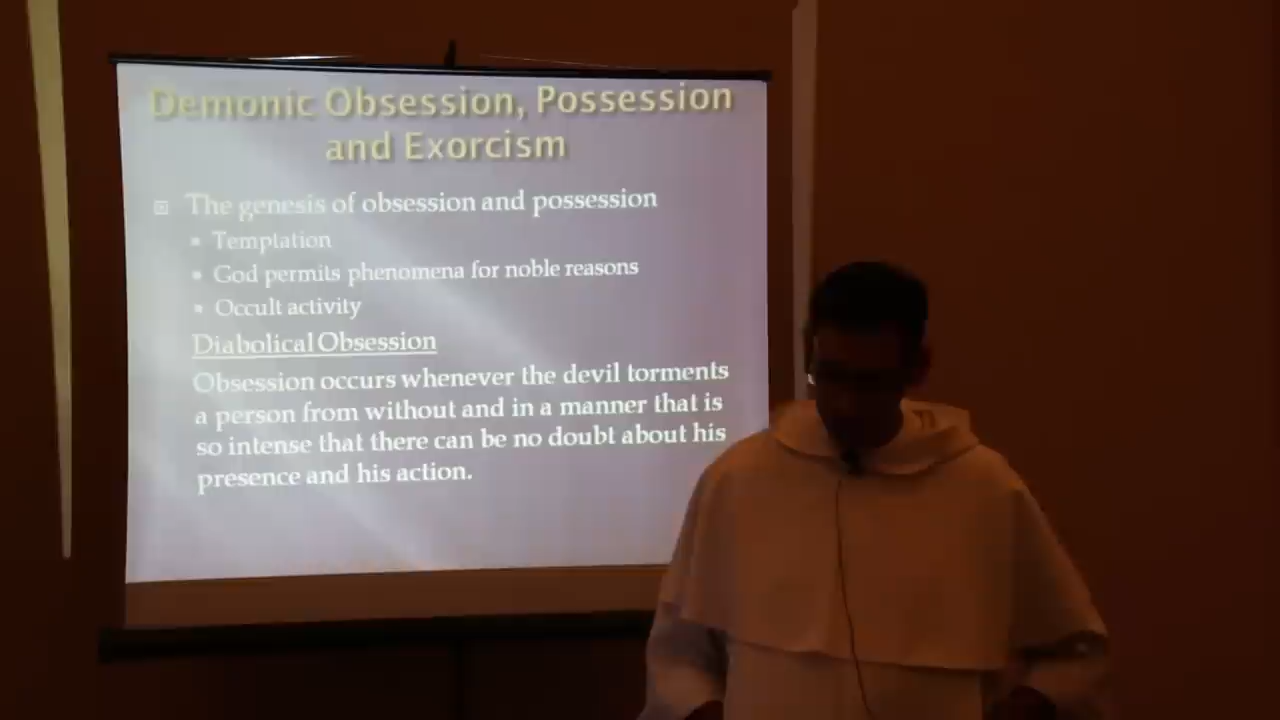 Demonic Obsession, Possession
and Exorcism
The genesis of obsession and possession
Temptation
God permits phenomena for noble reasons
Occult activity
Diabolical Obsession
Obsession occurs whenever the devil torments
a person from without and in a manner that is
so intense that there can be no doubt about his
presence and his action.